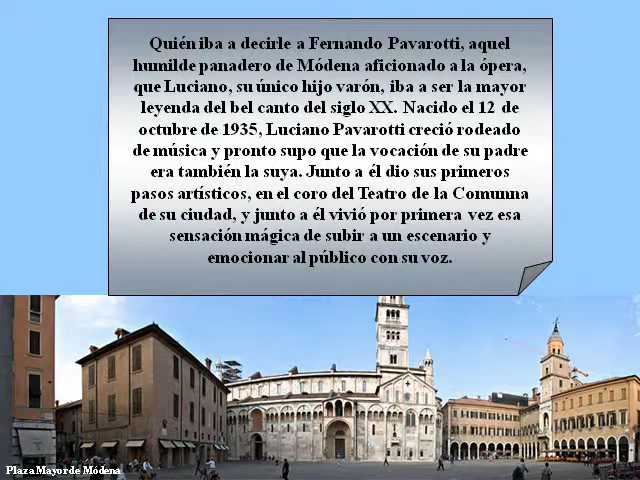 Quién iba a decirle a Fernando Pavarotti, aquel
humilde panadero de Módena aficionado a la ópera,
que Luciano, su único hijo varón, iba a ser la mayor
leyenda del bel canto del siglo XX. Nacido el 12 de
octubre de 1935, Luciano Pavarotti creció rodeado
de música y pronto supo que la vocación de su padre
era también la suya. Junto a él dio sus primeros
pasos artísticos, en el coro del Teatro de la Comunna
de su ciudad, y junto a él vivió por primera vez esa
sensación mágica de subir a un escenario y
emocionar al público con su voz.
Plaza Mayor de Módena